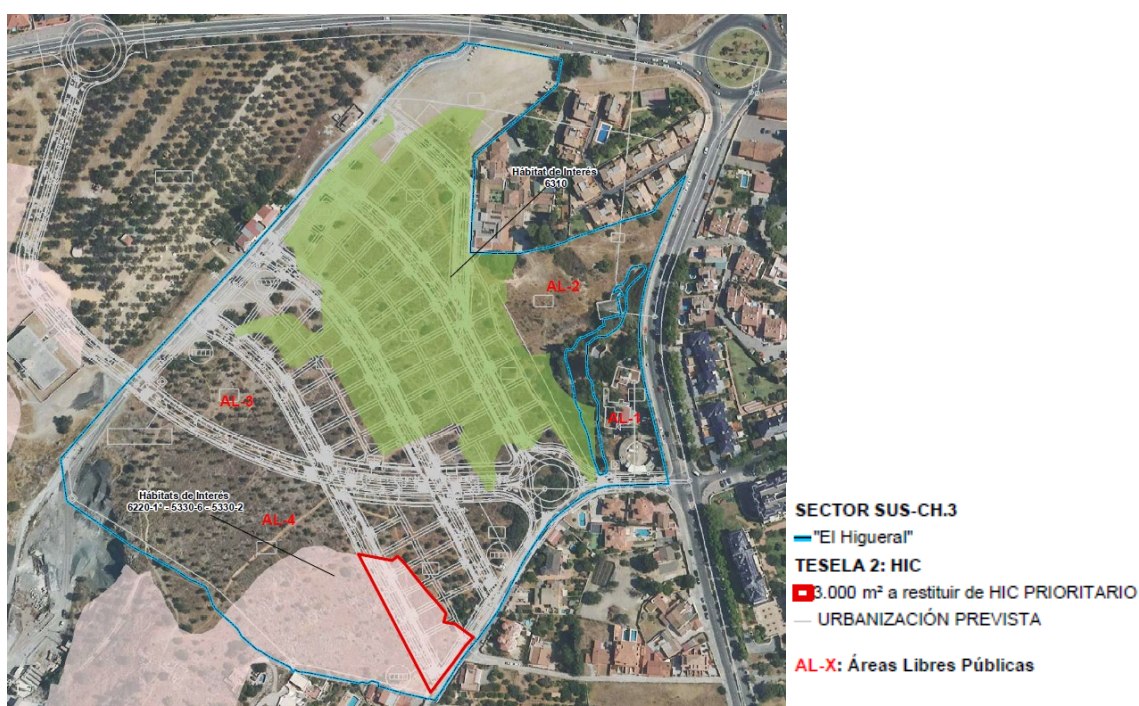 Hábitat de Interés
6310
AL-2
AL-3
AL-1
Hábitats de Interés
6220-1* - 5330-6 - 5330-2
AL-4
SECTOR SUS-CH.3
"El Higueral"
TESELA 2: HIC
3.000 m² a restituir de HIC PRIORITARIO
URBANIZACIÓN PREVISTA
AL-X: Áreas Libres Públicas